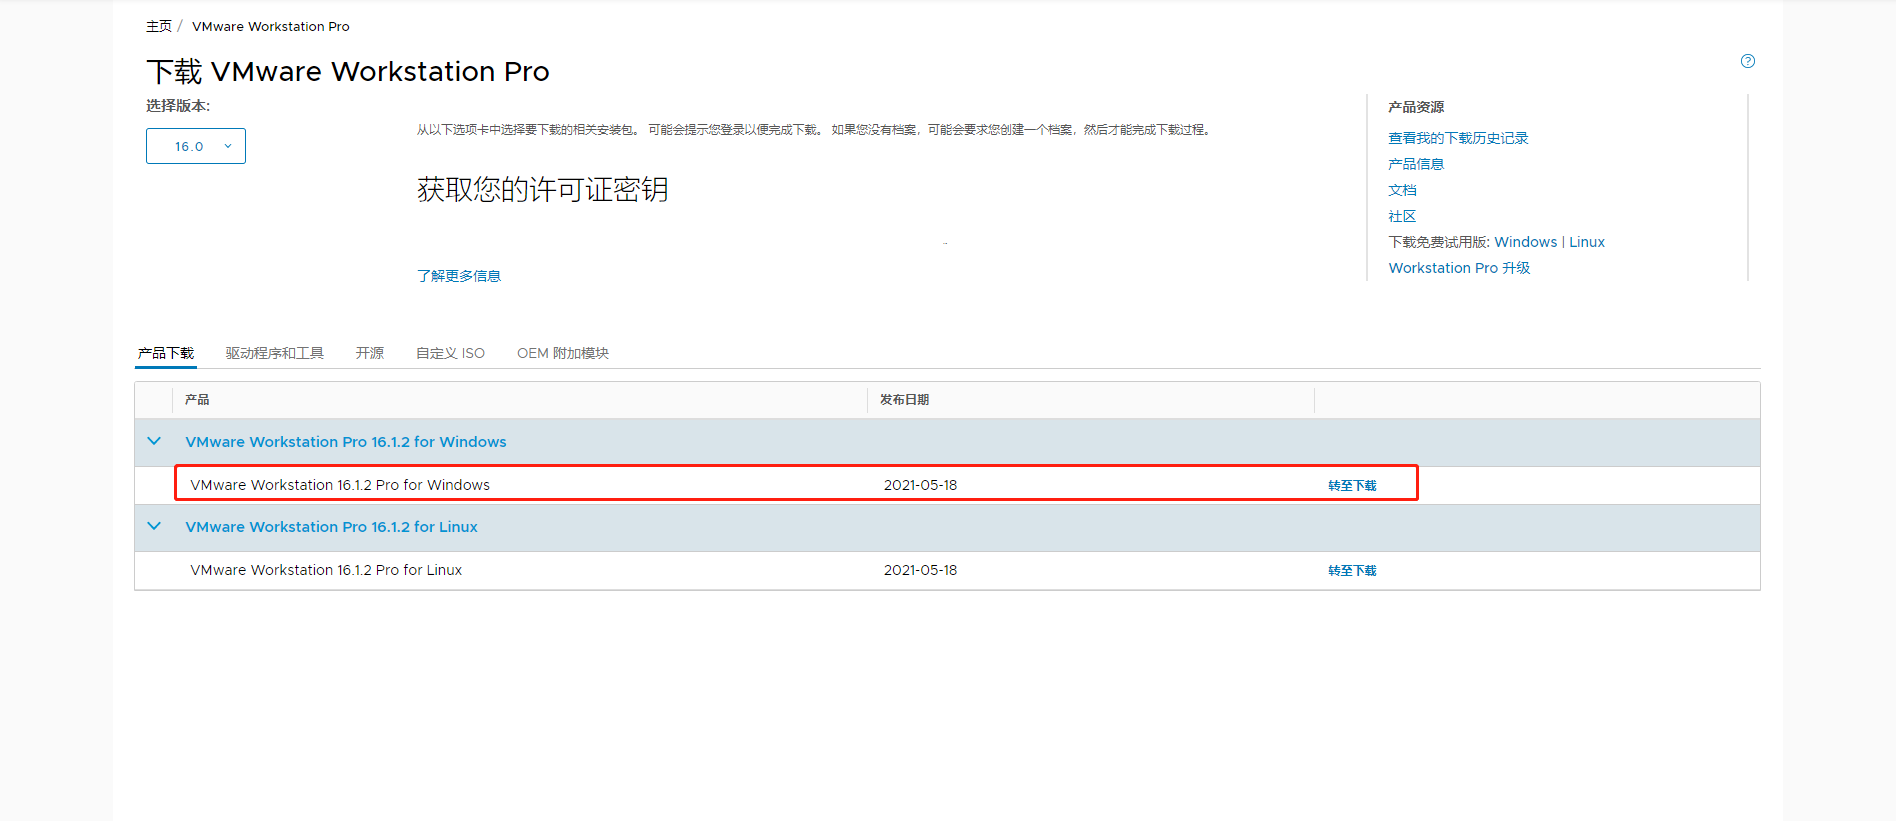 主页 / VMware Workstation Pro
下载 VMware Workstation Pro
选择版本:
16.0
从以下选项卡中选择要下载的相关安装包。 可能会提示您登录以便完成下载。 如果您没有档案，可能会要求您创建一个档案，然后才能完成下载过程。
获取您的许可证密钥
了解更多信息
产品资源
查看我的下载历史记录
产品信息
文档
社区
下载免费试用版: Windows | Linux
Workstation Pro 升级
产品下载 驱动程序和工具 开源 自定义 ISO OEM 附加模块
产品 发布日期
VMware Workstation Pro 16.1.2 for Windows
VMware Workstation 16.1.2 Pro for Windows 2021-05-18 转至下载
VMware Workstation Pro 16.1.2 for Linux
VMware Workstation 16.1.2 Pro for Linux 2021-05-18 转至下载